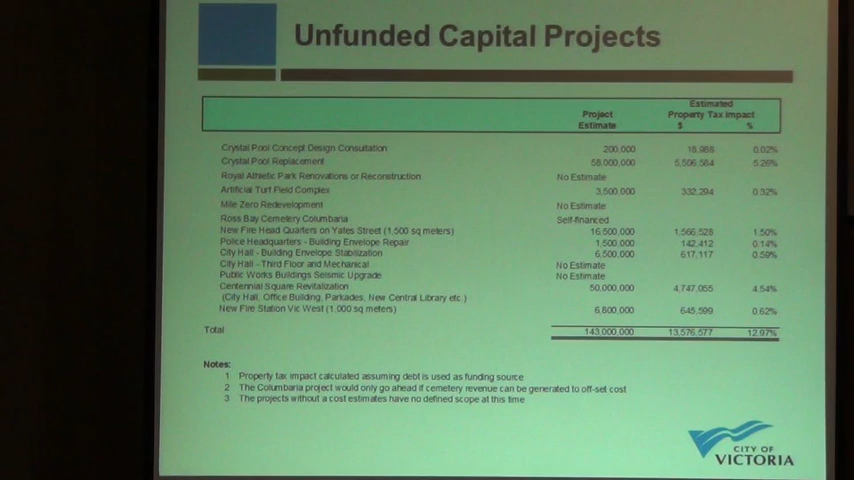 Unfunded Capital Projects
Estimated
Project Property Tax Impact
Estimate $ %
Crystal Pool Concept Design Consultation 200,000 18,988 0.02%
Crystal Pool Replacement 58,000,000 5,506,584 5.26%
Royal Athletic Park Renovations or Reconstruction No Estimate
Artificial Turf Field Complex 3,500,000 332,294 0.32%
Mile Zero Redevelopment No Estimate
Ross Bay Cemetery Columbaria Self-financed
New Fire Head Quarters on Yates Street (1,500 sq meters) 16,500,000 1,566,528 1.50%
Police Headquarters - Building Envelope Repair 1,500,000 142,412 0.14%
City Hall - Building Envelope Stabilization 6,500,000 617,117 0.59%
City Hall - Third Floor and Mechanical No Estimate
Public Works Buildings Seismic Upgrade No Estimate
Centennial Square Revitalization 50,000,000 4,747,055 4.54%
(City Hall, Office Building, Parkades, New Central Library etc.)
New Fire Station Vic West (1,000 sq meters) 6,800,000 645,599 0.62%
Total 143,000,000 13,576,577 12.97%
Notes:
1 Property tax impact calculated assuming debt is used as funding source
2 The Columbaria project would only go ahead if cemetery revenue can be generated to off-set cost
3 The projects without a cost estimates have no defined scope at this time
CITY OF
VICTORIA